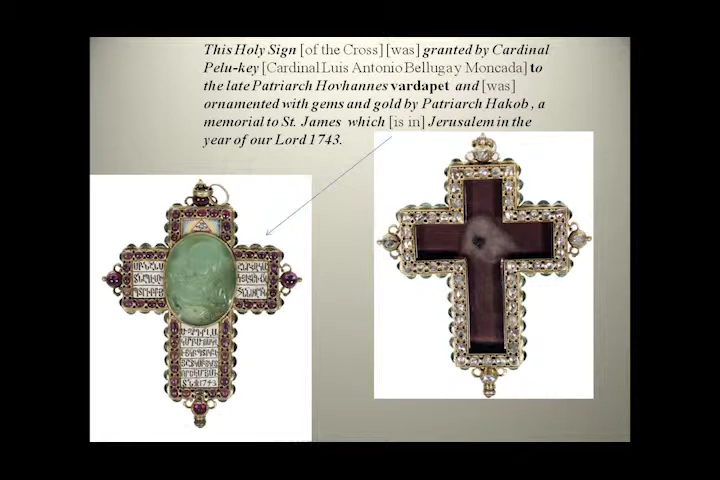 This Holy Sign [of the Cross] [was] granted by Cardinal
Pelu-key [Cardinal Luis Antonio Belluga y Moncada] to
the late Patriarch Hovhannes vardapet and [was]
ornamented with gems and gold by Patriarch Hakob , a
memorial to St. James which [is in] Jerusalem in the
year of our Lord 1743.
1743